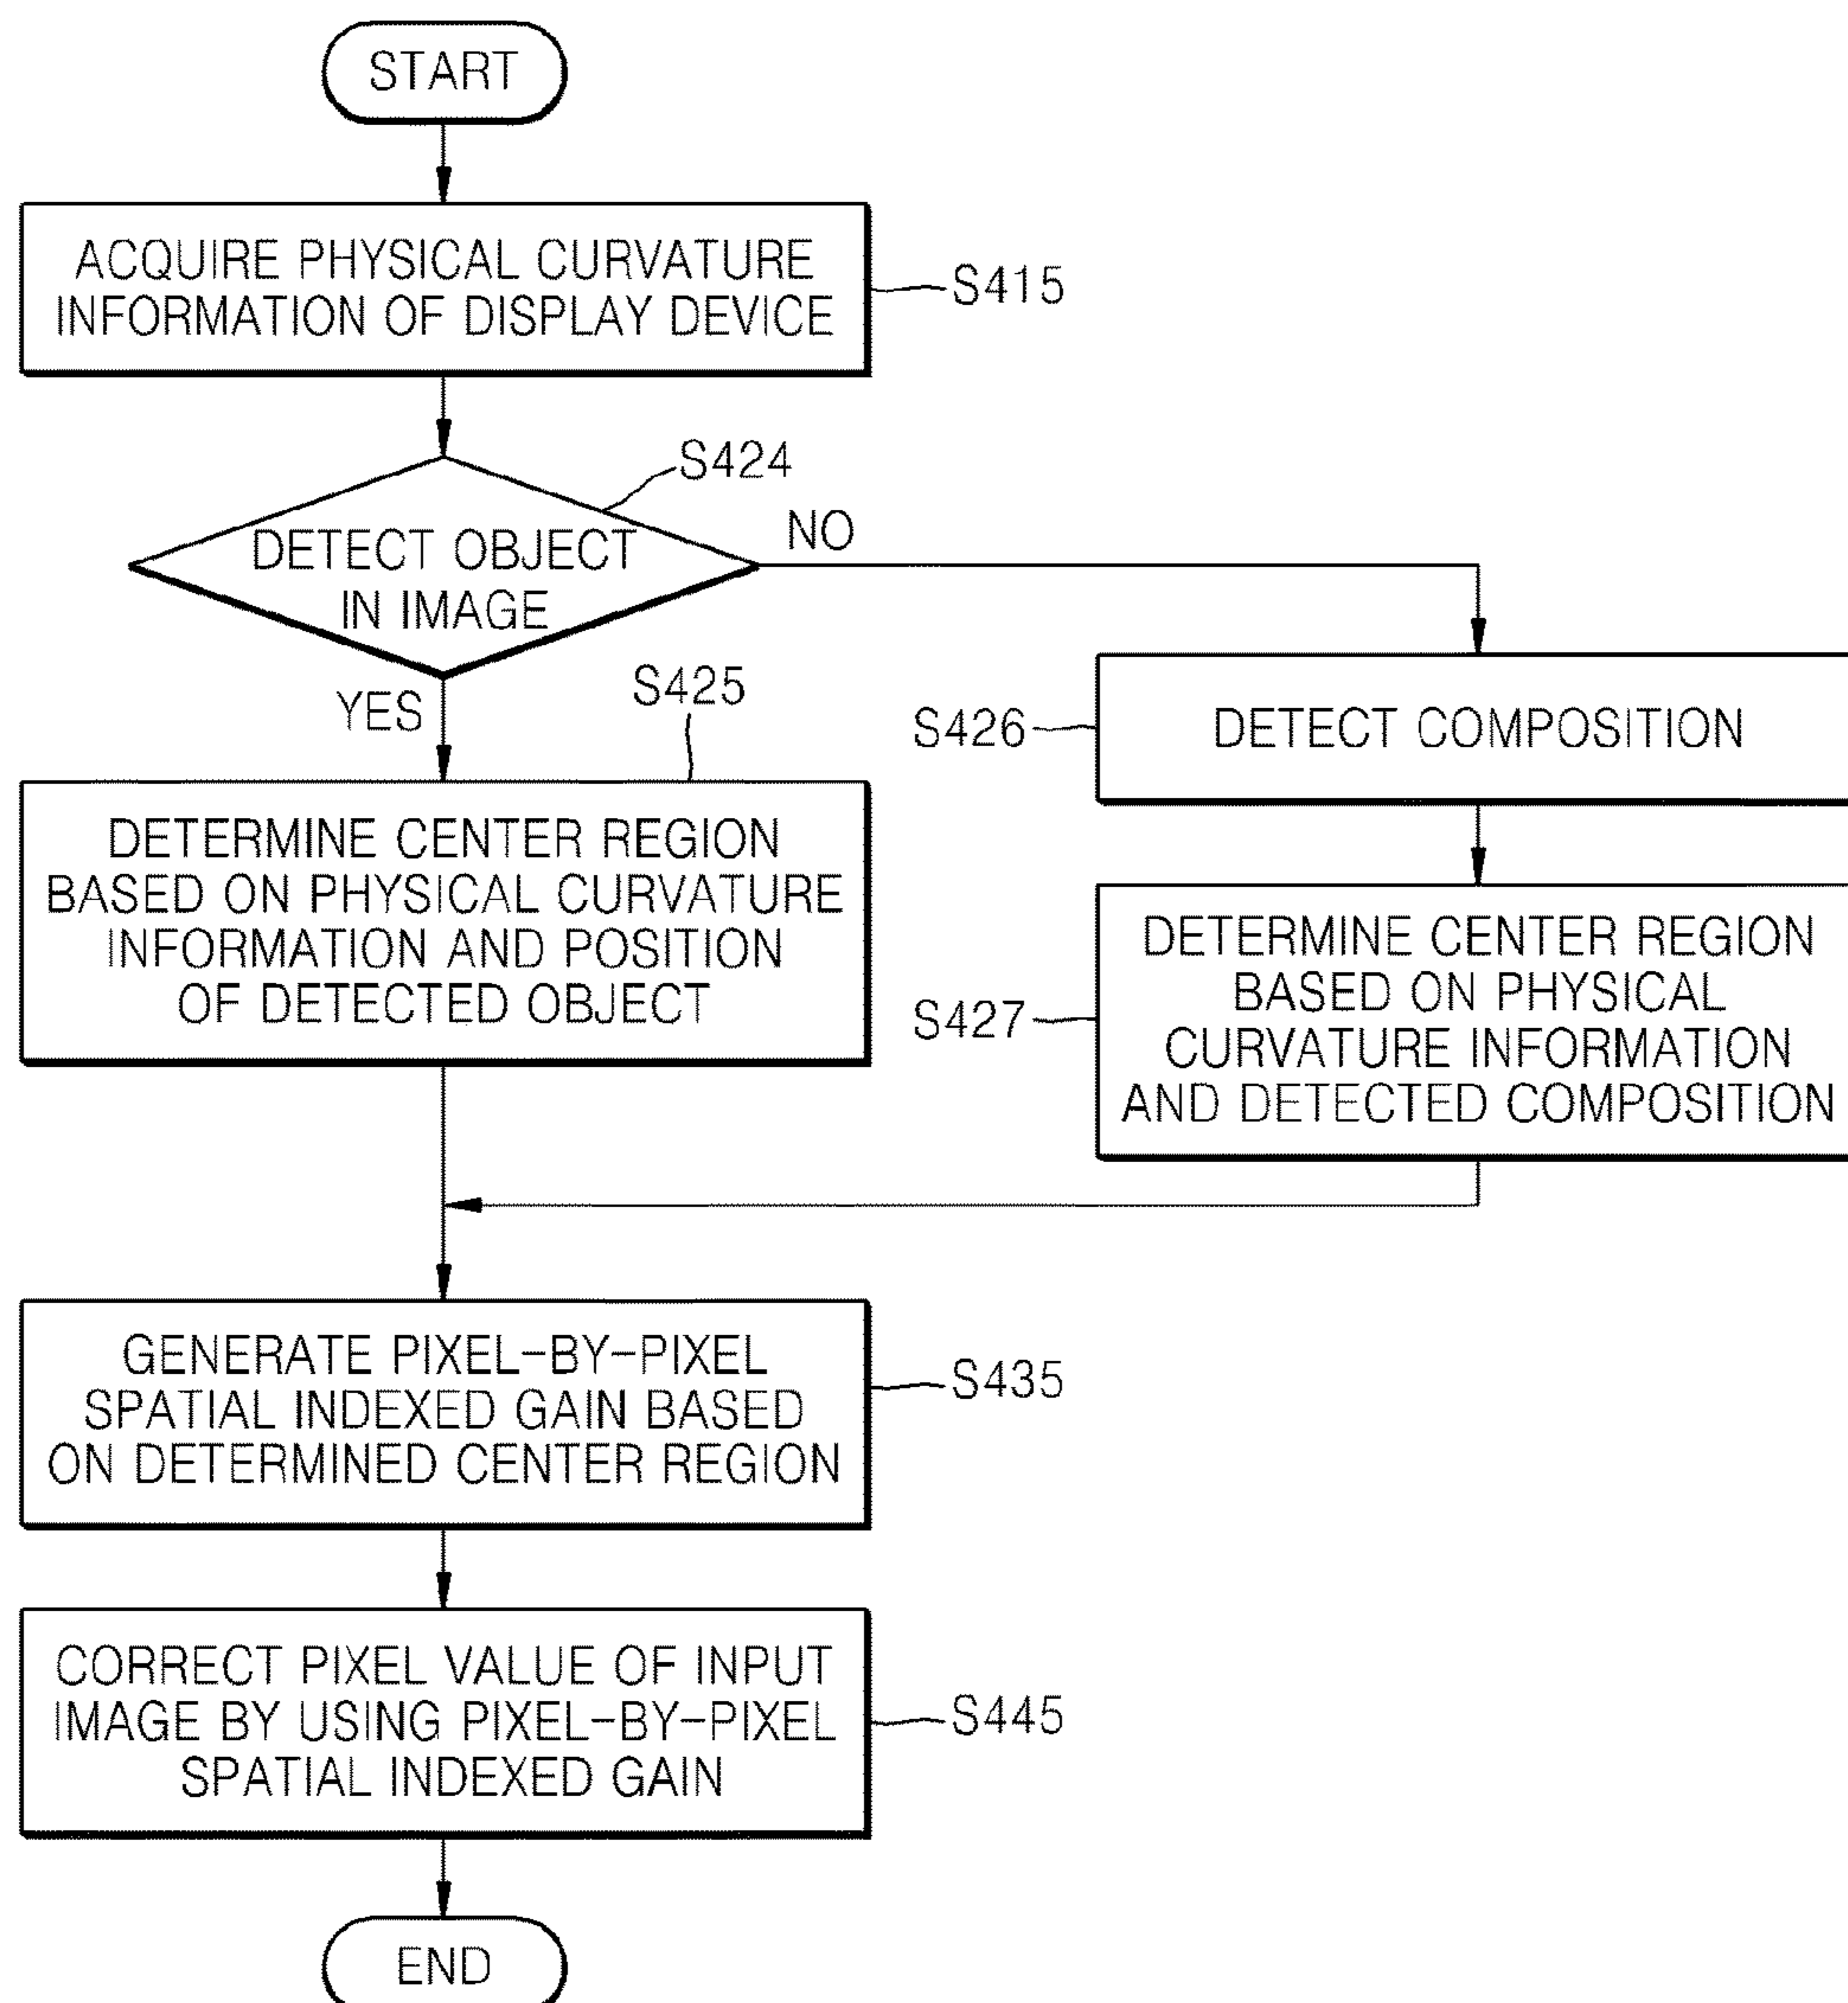 START
ACQUIRE PHYSICAL CURVATURE
INFORMATION OF DISPLAY DEVICE
S415
S424
DETECT OBJECT
IN IMAGE
NO
YES
S425
DETERMINE CENTER REGION
BASED ON PHYSICAL CURVATURE
INFORMATION AND POSITION
OF DETECTED OBJECT
S426
DETECT COMPOSITION
S427
DETERMINE CENTER REGION
BASED ON PHYSICAL
CURVATURE INFORMATION
AND DETECTED COMPOSITION
GENERATE PIXEL-BY-PIXEL
SPATIAL INDEXED GAIN BASED
ON DETERMINED CENTER REGION
S435
CORRECT PIXEL VALUE OF INPUT
IMAGE BY USING PIXEL-BY-PIXEL
SPATIAL INDEXED GAIN
S445
END